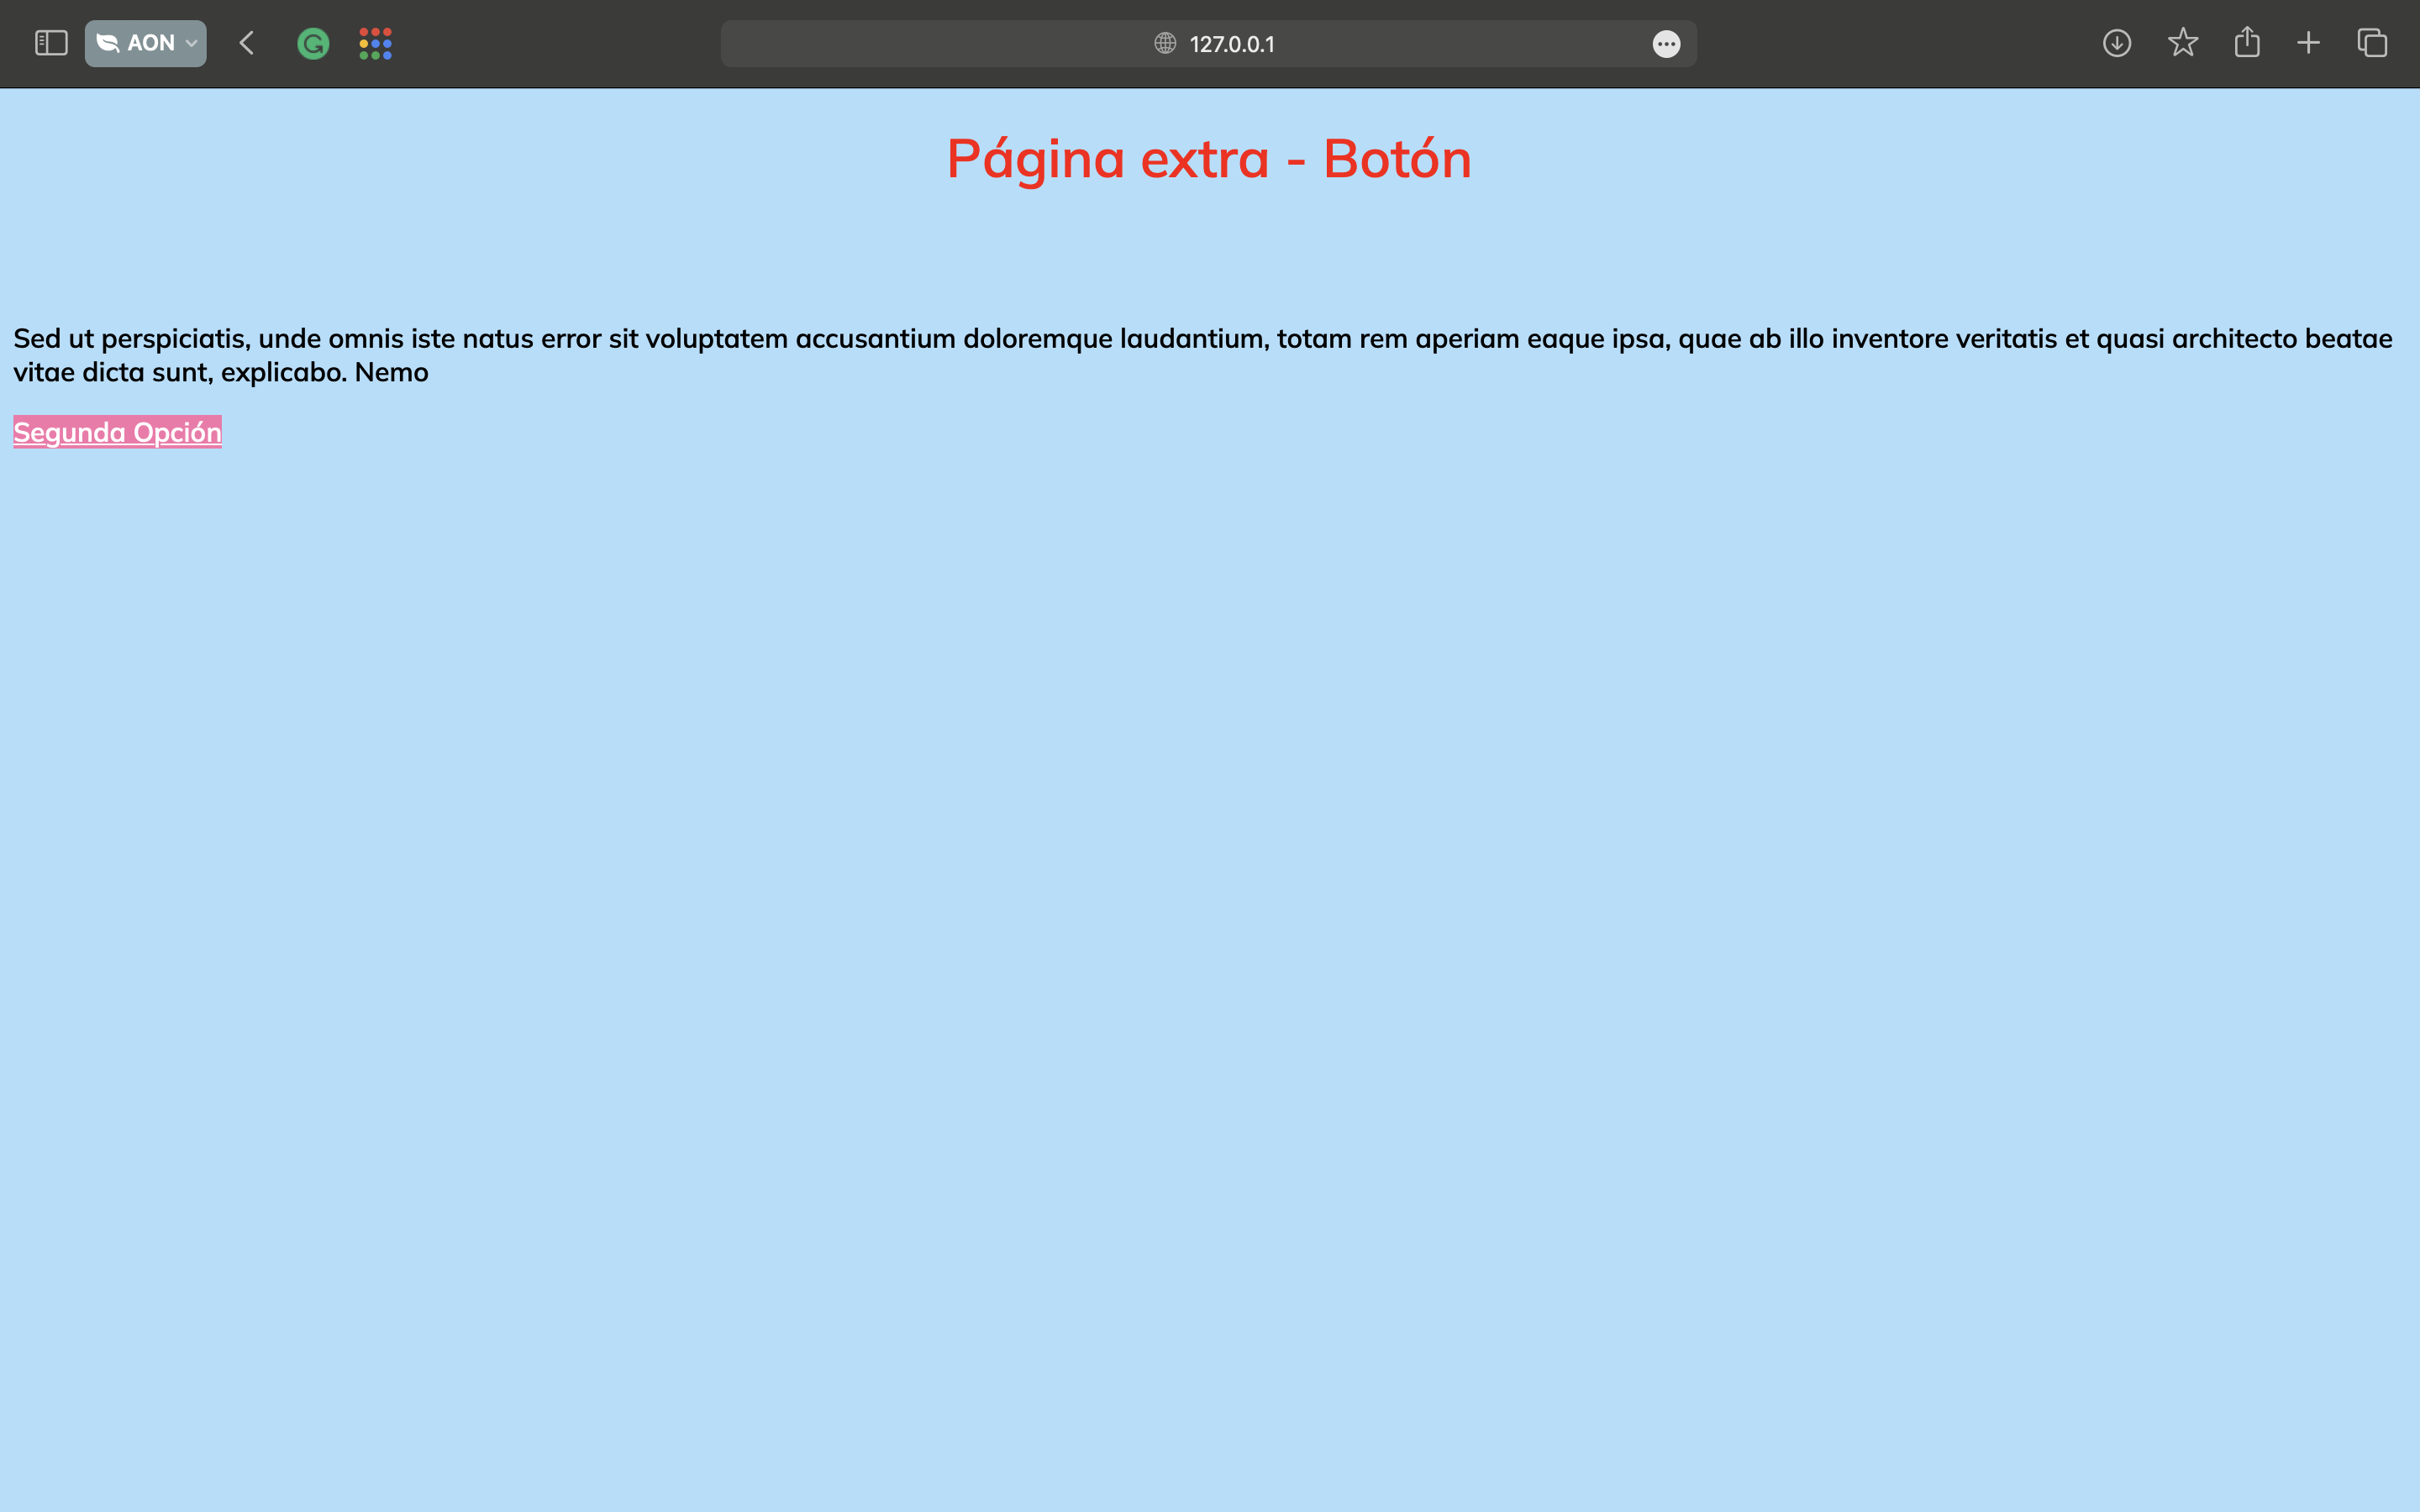 AON
127.0.0.1
Página extra - Botón
Sed ut perspiciatis, unde omnis iste natus error sit voluptatem accusantium doloremque laudantium, totam rem aperiam eaque ipsa, quae ab illo inventore veritatis et quasi architecto beatae
vitae dicta sunt, explicabo. Nemo
Segunda Opción